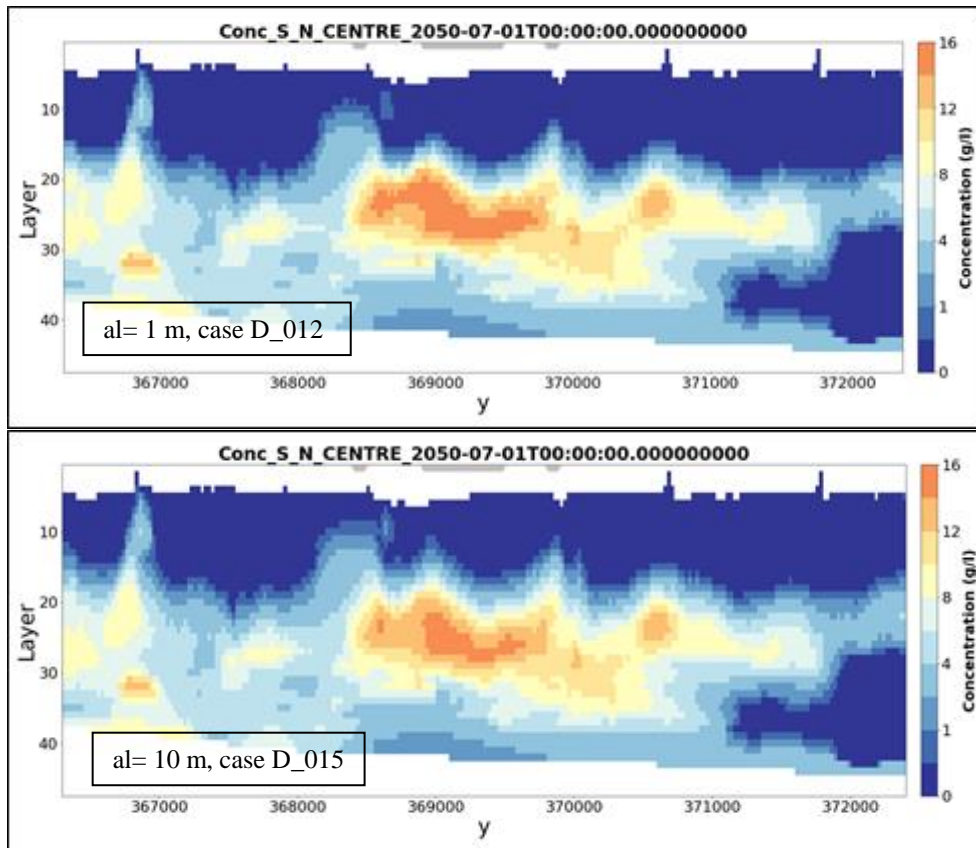 Conc_S_N_CENTRE_2050-07-01T00:00:00.000000000
16
12
8
4
1
0
Concentration (g/l)
10
20
30
40
Layer
al= 1 m, case D_012
367000 368000 369000 370000 371000 372000
y
Conc_S_N_CENTRE_2050-07-01T00:00:00.000000000
16
12
8
4
1
0
Concentration (g/l)
10
20
30
40
Layer
al= 10 m, case D_015
367000 368000 369000 370000 371000 372000
y